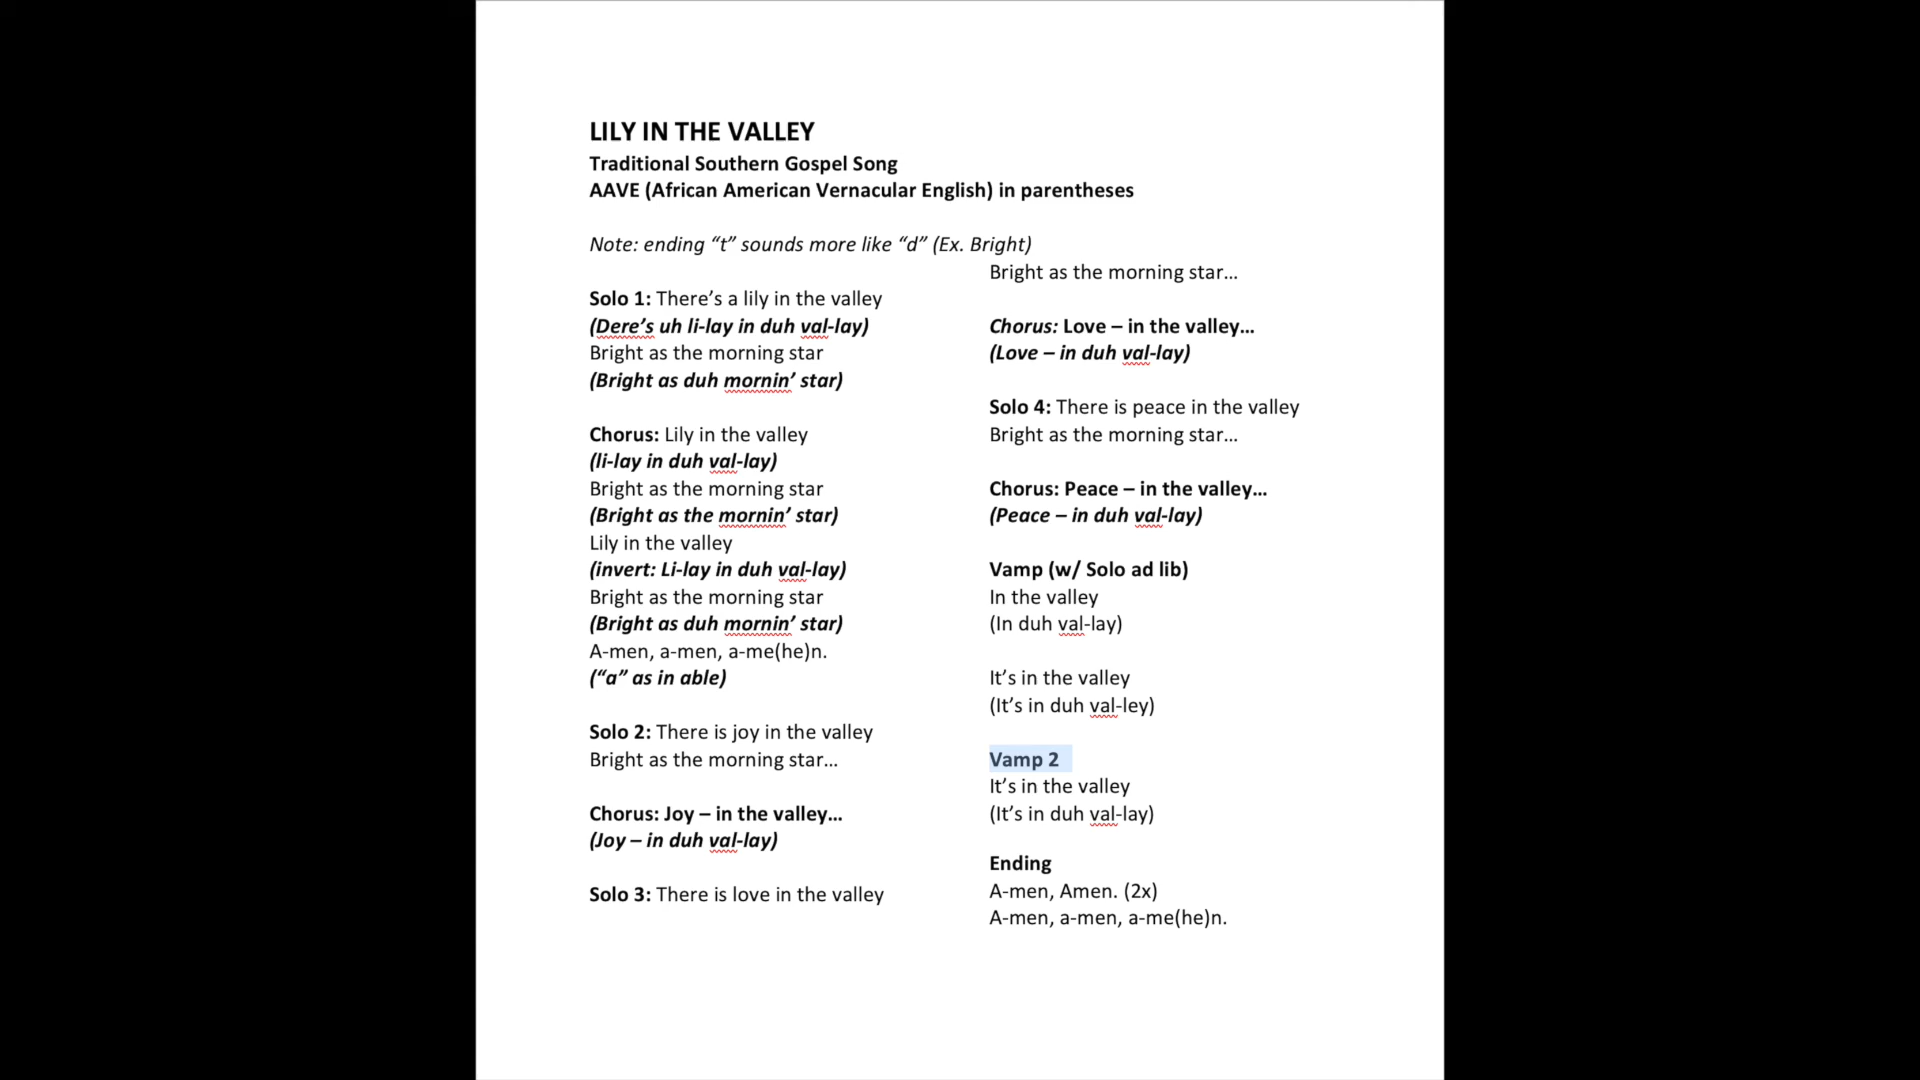 LILY IN THE VALLEY
Traditional Southern Gospel Song
AAVE (African American Vernacular English) in parentheses
Note: ending “t” sounds more like “d” (Ex. Bright)
Solo 1: There’s a lily in the valley
(Dere’s uh li-lay in duh val-lay)
Bright as the morning star
(Bright as duh mornin’ star)
Chorus: Lily in the valley
(li-lay in duh val-lay)
Bright as the morning star
(Bright as the mornin’ star)
Lily in the valley
(invert: Li-lay in duh val-lay)
Bright as the morning star
(Bright as duh mornin’ star)
A-men, a-men, a-me(he)n.
(“a” as in able)
Solo 2: There is joy in the valley
Bright as the morning star…
Chorus: Joy – in the valley…
(Joy – in duh val-lay)
Solo 3: There is love in the valley
Bright as the morning star…
Chorus: Love – in the valley…
(Love – in duh val-lay)
Solo 4: There is peace in the valley
Bright as the morning star…
Chorus: Peace – in the valley…
(Peace – in duh val-lay)
Vamp (w/ Solo ad lib)
In the valley
(In duh val-lay)
It’s in the valley
(It’s in duh val-ley)
Vamp 2
It’s in the valley
(It’s in duh val-lay)
Ending
A-men, Amen. (2x)
A-men, a-men, a-me(he)n.